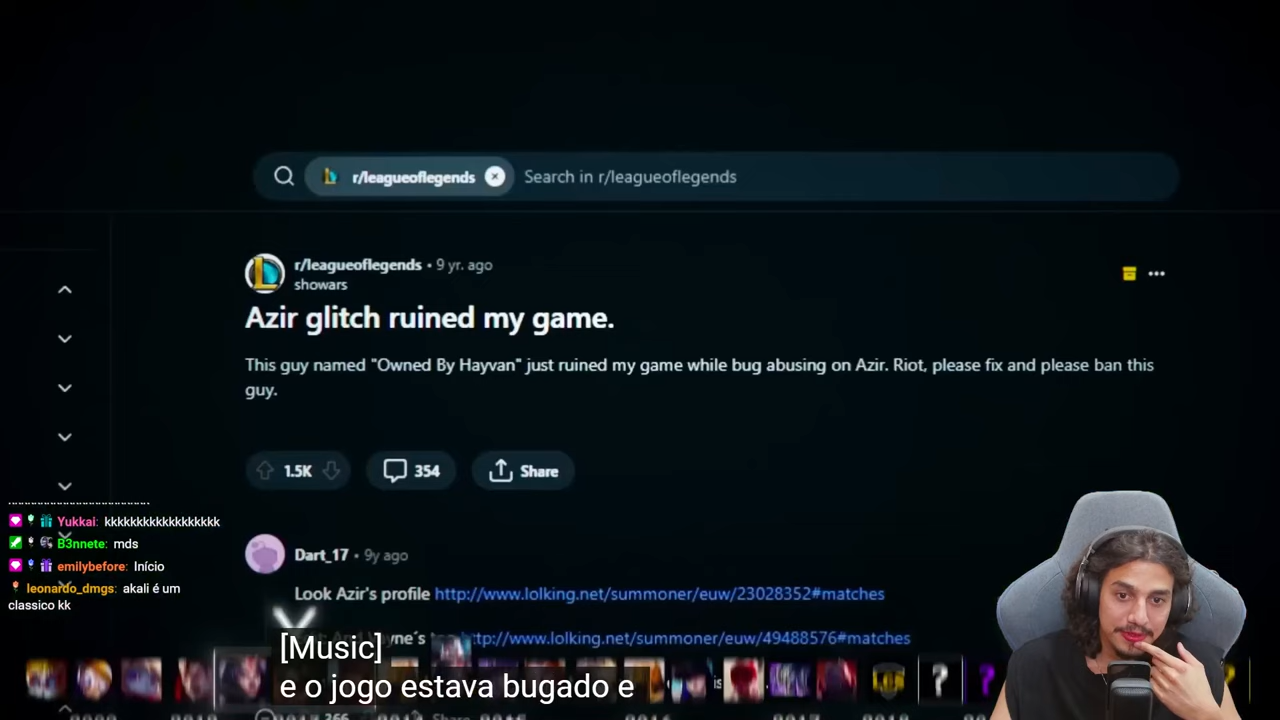 r/leagueoflegends
Search in r/leagueoflegends
r/leagueoflegends • 9 yr. ago
showars
Azir glitch ruined my game.
This guy named "Owned By Hayvan" just ruined my game while bug abusing on Azir. Riot, please fix and please ban this
guy.
1.5K
354
Share
Yukkai: kkkkkkkkkkkkkkkkkk
B3nnete: mds
emilybefore: Início
leonardo_dmgs: akali é um
classico kk
Dart_17 • 9y ago
Look Azir's profile http://www.lolking.net/summoner/euw/23028352#matches
http://www.lolking.net/summoner/euw/49488576#matches
[Music]
e o jogo estava bugado e